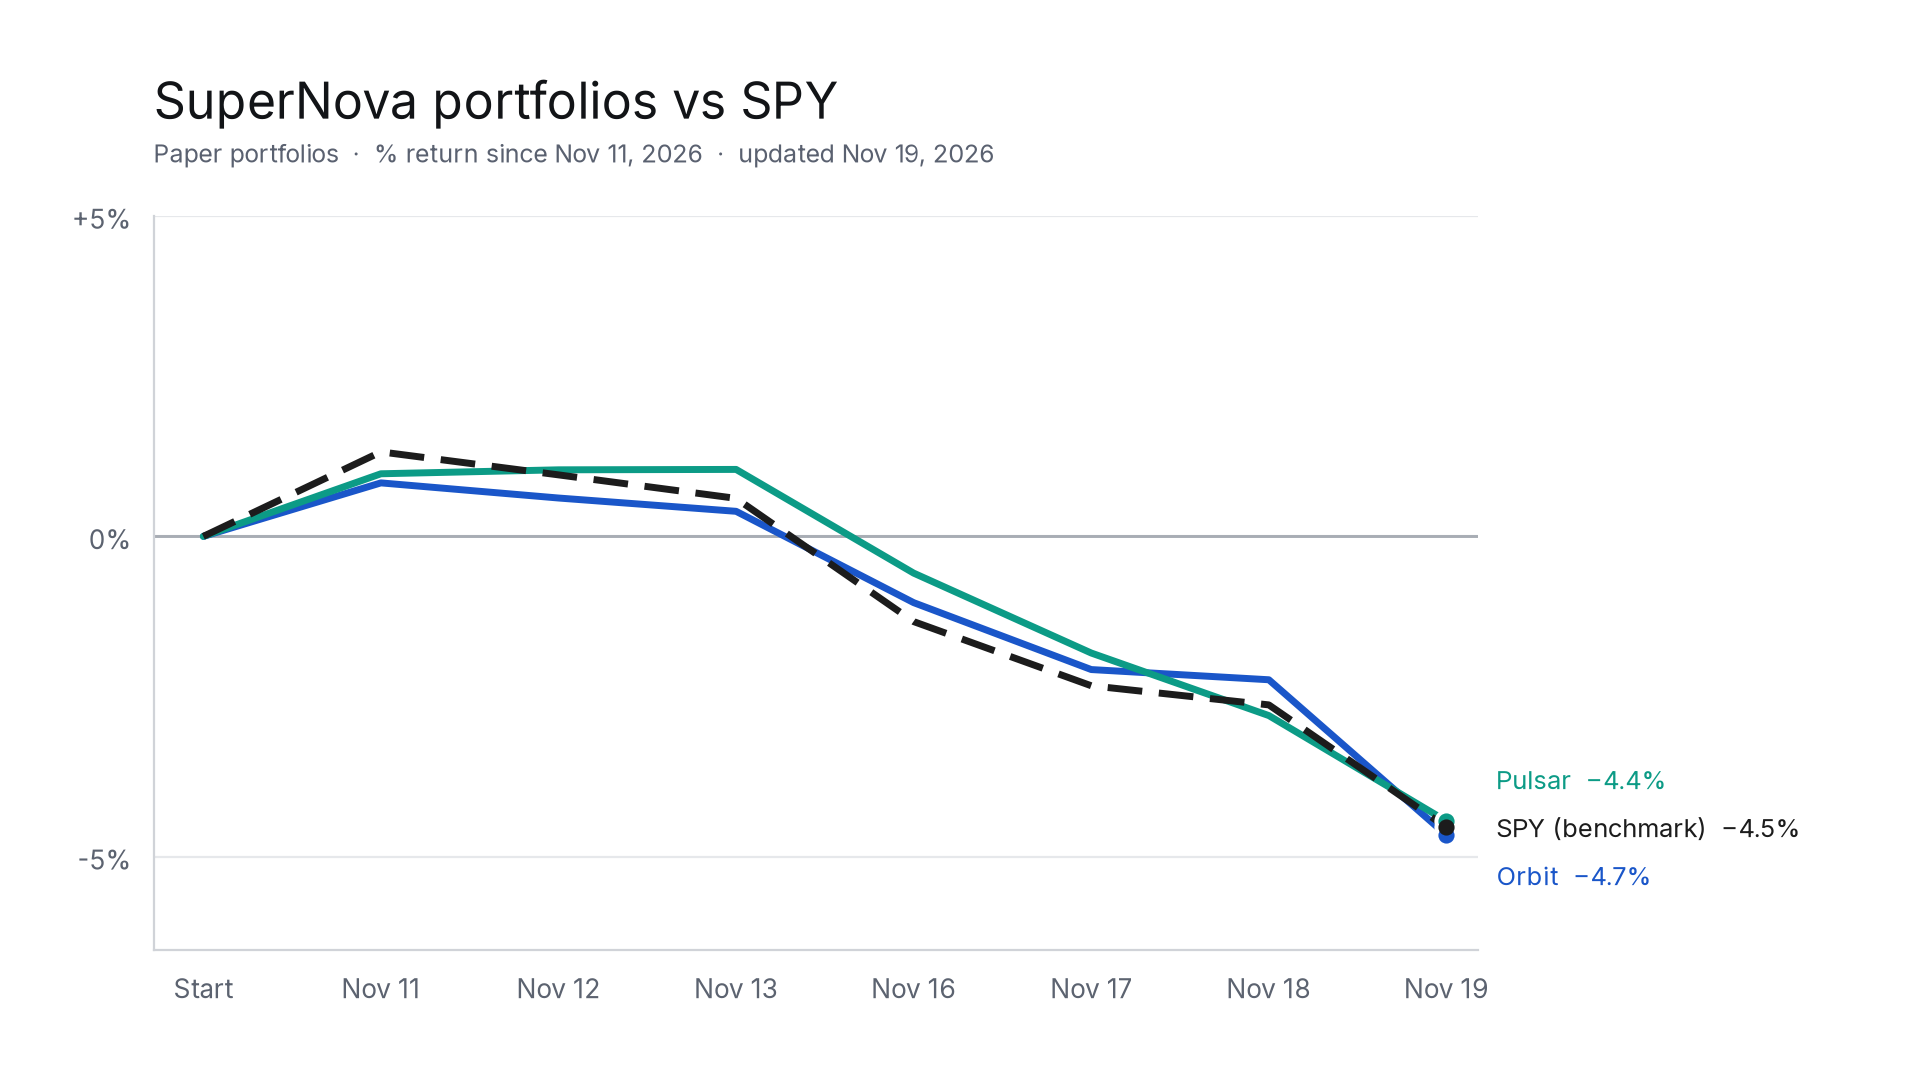 SuperNova portfolios vs SPY
Paper portfolios · % return since Nov 11, 2026 · updated Nov 19, 2026
+5%
0%
-5%
Pulsar −4.4%
SPY (benchmark) −4.5%
Orbit −4.7%
Start Nov 11 Nov 12 Nov 13 Nov 16 Nov 17 Nov 18 Nov 19